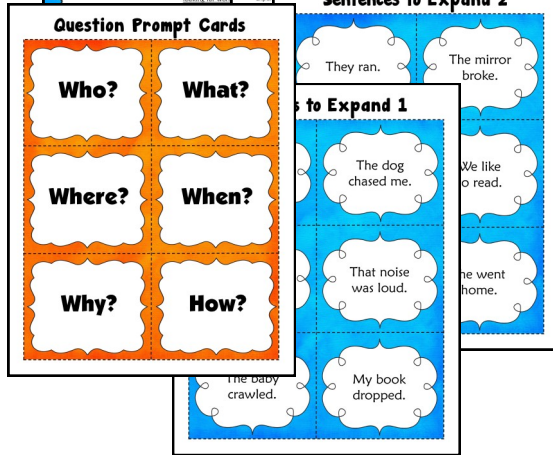 Question Prompt Cards
Who?
What?
Where?
When?
Why?
How?
Sentences to Expand 2
They ran.
The mirror
broke.
We like
to read.
went
home.
s to Expand 1
The dog
chased me.
That noise
was loud.
The baby
crawled.
My book
dropped.